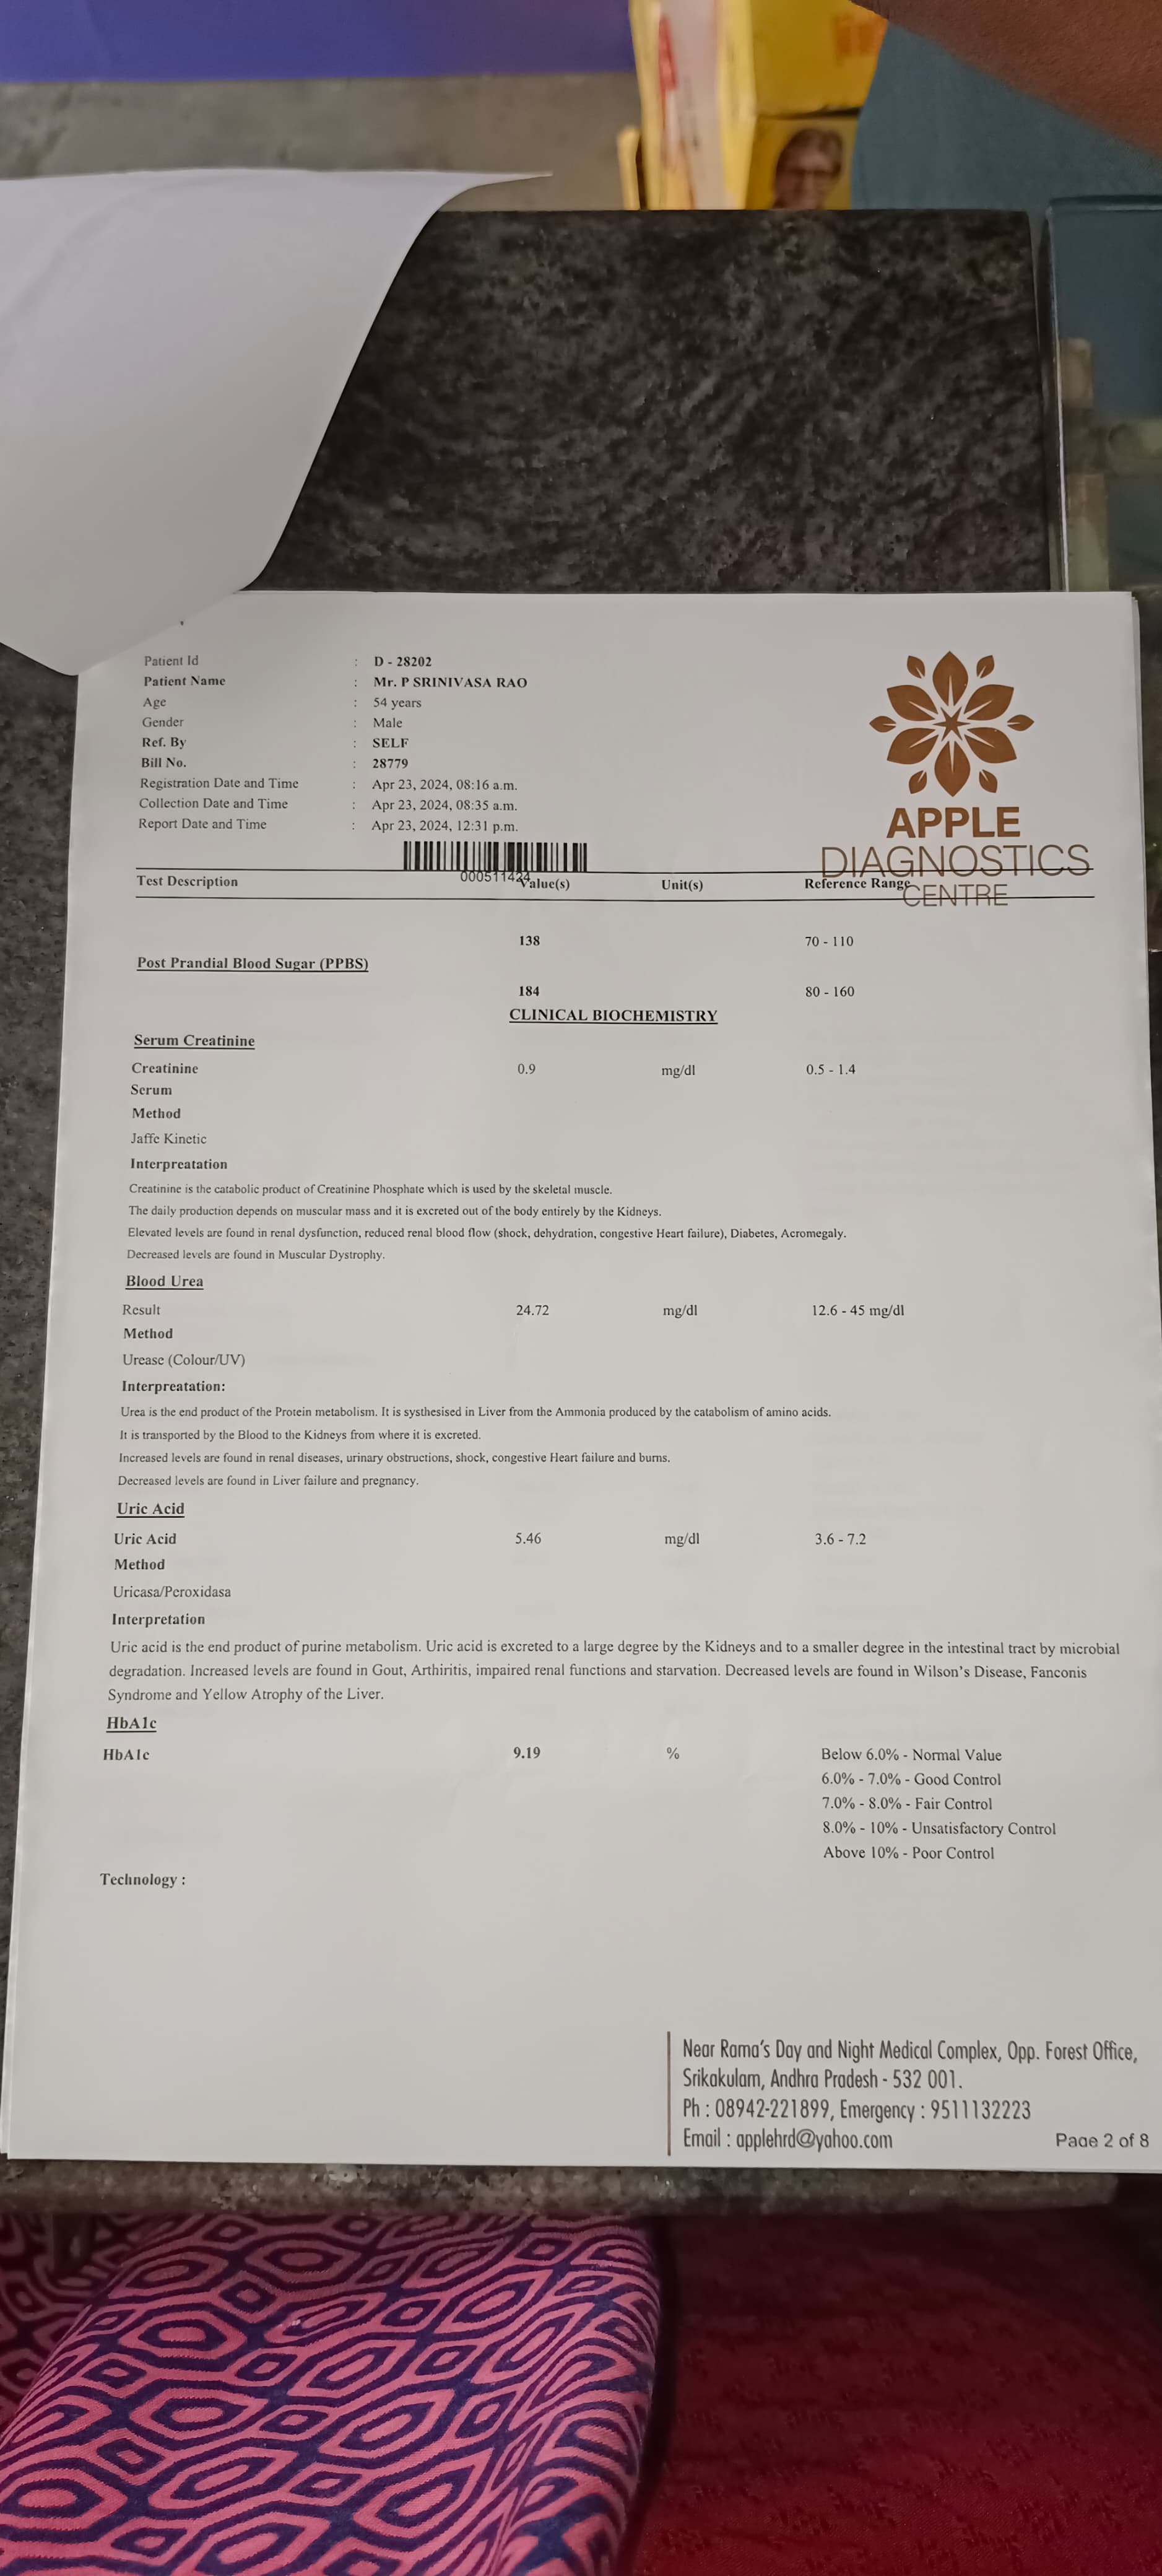 Patient Id : D - 28202
Patient Name : Mr. P SRINIVASA RAO
Age : 54 years
Gender : Male
Ref. By : SELF
Bill No. : 28779
Registration Date and Time : Apr 23, 2024, 08:16 a.m.
Collection Date and Time : Apr 23, 2024, 08:35 a.m.
Report Date and Time : Apr 23, 2024, 12:31 p.m.
APPLE
DIAGNOSTICS
CENTRE
000511424
Test Description Value(s) Unit(s) Reference Range
138 70 - 110
Post Prandial Blood Sugar (PPBS)
184 80 - 160
CLINICAL BIOCHEMISTRY
Serum Creatinine
Creatinine 0.9 mg/dl 0.5 - 1.4
Serum
Method
Jaffe Kinetic
Interpreatation
Creatinine is the catabolic product of Creatinine Phosphate which is used by the skeletal muscle.
The daily production depends on muscular mass and it is excreted out of the body entirely by the Kidneys.
Elevated levels are found in renal dysfunction, reduced renal blood flow (shock, dehydration, congestive Heart failure), Diabetes, Acromegaly.
Decreased levels are found in Muscular Dystrophy.
Blood Urea
Result 24.72 mg/dl 12.6 - 45 mg/dl
Method
Urease (Colour/UV)
Interpreatation:
Urea is the end product of the Protein metabolism. It is systhesised in Liver from the Ammonia produced by the catabolism of amino acids.
It is transported by the Blood to the Kidneys from where it is excreted.
Increased levels are found in renal diseases, urinary obstructions, shock, congestive Heart failure and burns.
Decreased levels are found in Liver failure and pregnancy.
Uric Acid
Uric Acid 5.46 mg/dl 3.6 - 7.2
Method
Uricasa/Peroxidasa
Interpretation
Uric acid is the end product of purine metabolism. Uric acid is excreted to a large degree by the Kidneys and to a smaller degree in the intestinal tract by microbial
degradation. Increased levels are found in Gout, Arthiritis, impaired renal functions and starvation. Decreased levels are found in Wilson's Disease, Fanconis
Syndrome and Yellow Atrophy of the Liver.
HbA1c
HbA1c 9.19 % Below 6.0% - Normal Value
6.0% - 7.0% - Good Control
7.0% - 8.0% - Fair Control
8.0% - 10% - Unsatisfactory Control
Above 10% - Poor Control
Technology :
Near Rama's Day and Night Medical Complex, Opp. Forest Office,
Srikakulam, Andhra Pradesh - 532 001.
Ph : 08942-221899, Emergency : 9511132223
Email : applehrd@yahoo.com
Page 2 of 8